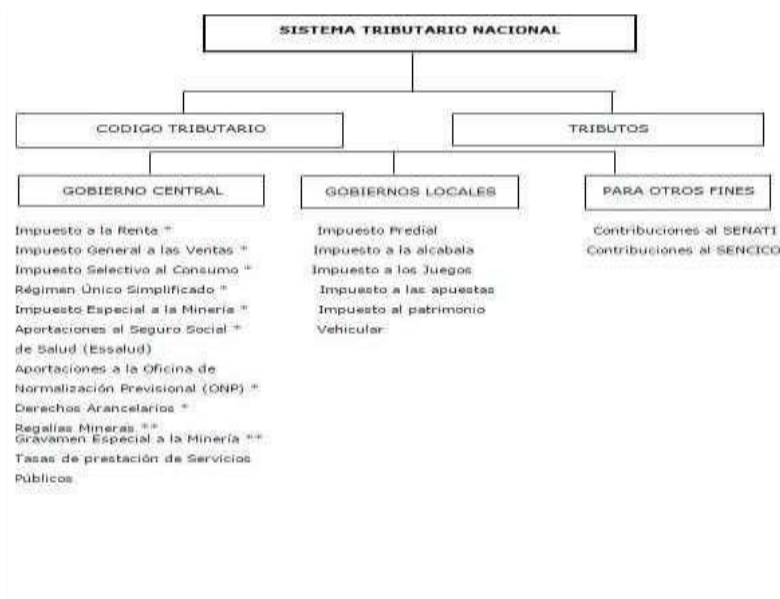 SISTEMA TRIBUTARIO NACIONAL
CODIGO TRIBUTARIO
TRIBUTOS
GOBIERNO CENTRAL
GOBIERNOS LOCALES
PARA OTROS FINES
Impuesto a la Renta *
Impuesto General a las Ventas *
Impuesto Selectivo al Consumo *
Régimen Único Simplificado *
Impuesto Especial a la Minería *
Aportaciones al Seguro Social *
de Salud (Essalud)
Aportaciones a la Oficina de
Normalización Previsional (ONP) *
Derechos Arancelarios *
Regalías Mineras **
Gravamen Especial a la Minería **
Tasas de prestación de Servicios
Públicos
Impuesto Predial
Impuesto a la alcabala
Impuesto a los Juegos
Impuesto a las apuestas
Impuesto al patrimonio
Vehicular
Contribuciones al SENATI
Contribuciones al SENCICO